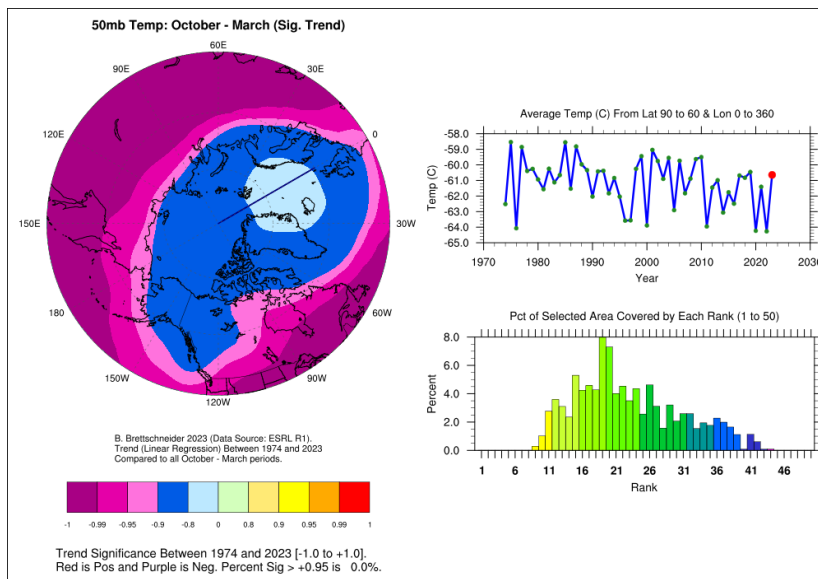 50mb Temp: October - March (Sig. Trend)
60E
90E
30E
120E
0
150E
30W
180
60W
150W
90W
120W
B. Brettschneider 2023 (Data Source: ESRL R1).
Trend (Linear Regression) Between 1974 and 2023
Compared to all October - March periods.
-1 -0.99 -0.95 -0.9 -0.8 0 0.8 0.9 0.95 0.99 1
Trend Significance Between 1974 and 2023 [-1.0 to +1.0].
Red is Pos and Purple is Neg. Percent Sig > +0.95 is 0.0%.
Average Temp (C) From Lat 90 to 60 & Lon 0 to 360
Temp (C)
-58.0
-59.0
-60.0
-61.0
-62.0
-63.0
-64.0
-65.0
1970 1980 1990 2000 2010 2020 2030
Year
Pct of Selected Area Covered by Each Rank (1 to 50)
Percent
8.0
6.0
4.0
2.0
0.0
1 6 11 16 21 26 31 36 41 46
Rank